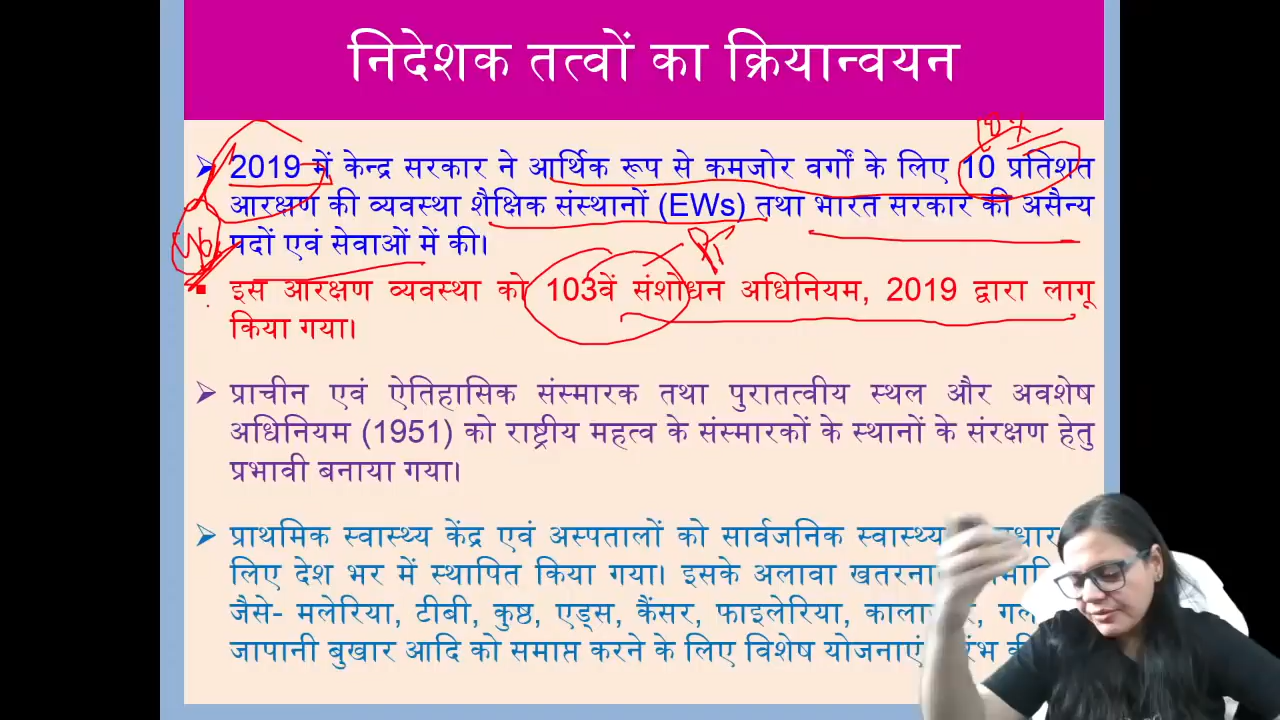 निदेशक तत्वों का क्रियान्वयन
➢ 2019 में केन्द्र सरकार ने आर्थिक रूप से कमजोर वर्गों के लिए 10 प्रतिशत
आरक्षण की व्यवस्था शैक्षिक संस्थानों (EWs) तथा भारत सरकार की असैन्य
पदों एवं सेवाओं में की।
▪ इस आरक्षण व्यवस्था को 103वें संशोधन अधिनियम, 2019 द्वारा लागू
किया गया।
➢ प्राचीन एवं ऐतिहासिक संस्मारक तथा पुरातत्वीय स्थल और अवशेष
अधिनियम (1951) को राष्ट्रीय महत्व के संस्मारकों के स्थानों के संरक्षण हेतु
प्रभावी बनाया गया।
➢ प्राथमिक स्वास्थ्य केंद्र एवं अस्पतालों को सार्वजनिक स्वास्थ्य
लिए देश भर में स्थापित किया गया। इसके अलावा
जैसे- मलेरिया, टीबी, कुष्ठ, एड्स, कैंसर, फाइलेरिया,
जापानी बुखार आदि को समाप्त करने के लिए विशेष योजनाएं